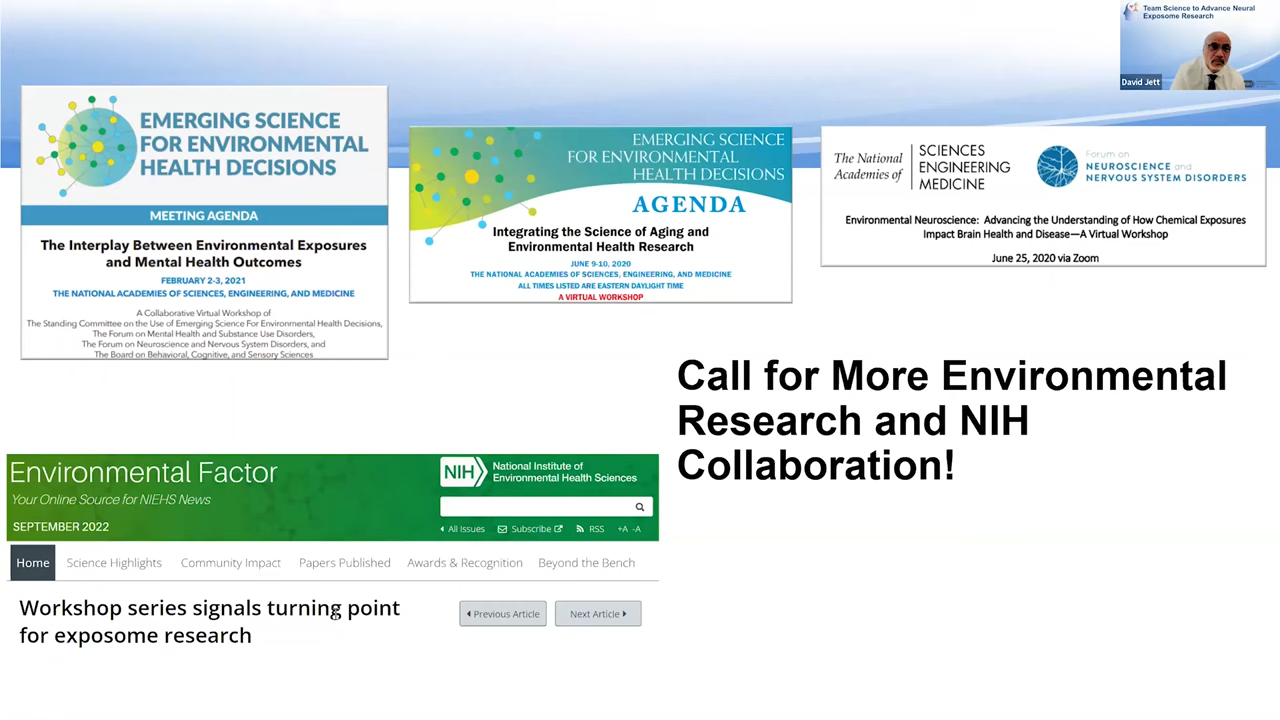 Team Science to Advance Neural
Exposome Research
David Jett
EMERGING SCIENCE
FOR ENVIRONMENTAL
HEALTH DECISIONS
MEETING AGENDA
The Interplay Between Environmental Exposures
and Mental Health Outcomes
FEBRUARY 2-3, 2021
THE NATIONAL ACADEMIES OF SCIENCES, ENGINEERING, AND MEDICINE
A Collaborative Virtual Workshop of
The Standing Committee on the Use of Emerging Science For Environmental Health Decisions,
The Forum on Mental Health and Substance Use Disorders,
The Forum on Neuroscience and Nervous System Disorders, and
The Board on Behavioral, Cognitive, and Sensory Sciences
EMERGING SCIENCE
FOR ENVIRONMENTAL
HEALTH DECISIONS
AGENDA
Integrating the Science of Aging and
Environmental Health Research
JUNE 9-10, 2020
THE NATIONAL ACADEMIES OF SCIENCES, ENGINEERING, AND MEDICINE
ALL TIMES LISTED ARE EASTERN DAYLIGHT TIME
A VIRTUAL WORKSHOP
The National
Academies of
SCIENCES
ENGINEERING
MEDICINE
Forum on
NEUROSCIENCE and
NERVOUS SYSTEM DISORDERS
Environmental Neuroscience: Advancing the Understanding of How Chemical Exposures
Impact Brain Health and Disease—A Virtual Workshop
June 25, 2020 via Zoom
Call for More Environmental
Research and NIH
Collaboration!
Environmental Factor
Your Online Source for NIEHS News
SEPTEMBER 2022
NIH
National Institute of
Environmental Health Sciences
All Issues Subscribe RSS +A -A
Home Science Highlights Community Impact Papers Published Awards & Recognition Beyond the Bench
Workshop series signals turning point
for exposome research
Previous Article Next Article